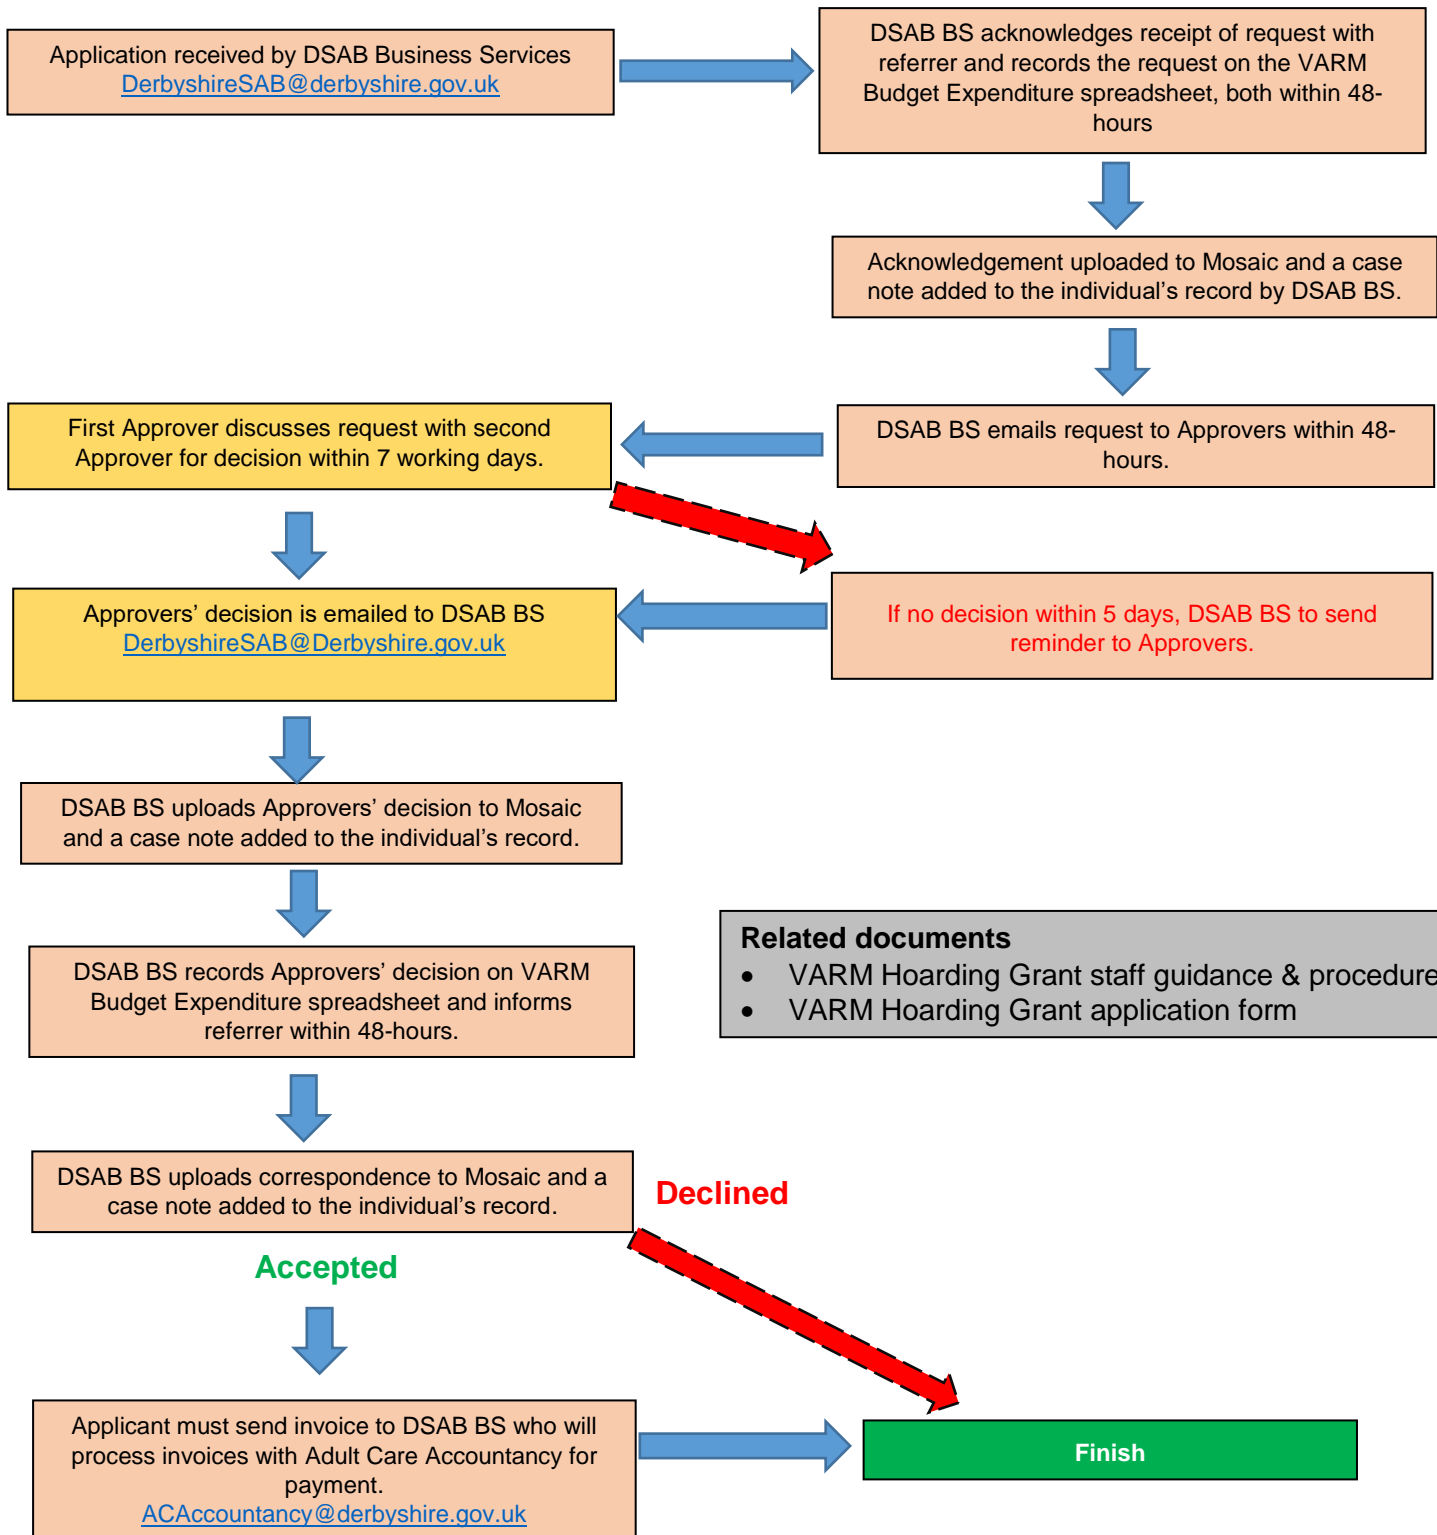 Application received by DSAB Business Services
DerbyshireSAB@derbyshire.gov.uk
DSAB BS acknowledges receipt of request with
referrer and records the request on the VARM
Budget Expenditure spreadsheet, both within 48-
hours
Acknowledgement uploaded to Mosaic and a case
note added to the individual’s record by DSAB BS.
DSAB BS emails request to Approvers within 48-
hours.
First Approver discusses request with second
Approver for decision within 7 working days.
If no decision within 5 days, DSAB BS to send
reminder to Approvers.
Approvers’ decision is emailed to DSAB BS
DerbyshireSAB@Derbyshire.gov.uk
DSAB BS uploads Approvers’ decision to Mosaic
and a case note added to the individual’s record.
DSAB BS records Approvers’ decision on VARM
Budget Expenditure spreadsheet and informs
referrer within 48-hours.
Related documents
• VARM Hoarding Grant staff guidance & procedure
• VARM Hoarding Grant application form
DSAB BS uploads correspondence to Mosaic and a
case note added to the individual’s record.
Declined
Accepted
Applicant must send invoice to DSAB BS who will
process invoices with Adult Care Accountancy for
payment.
ACAccountancy@derbyshire.gov.uk
Finish